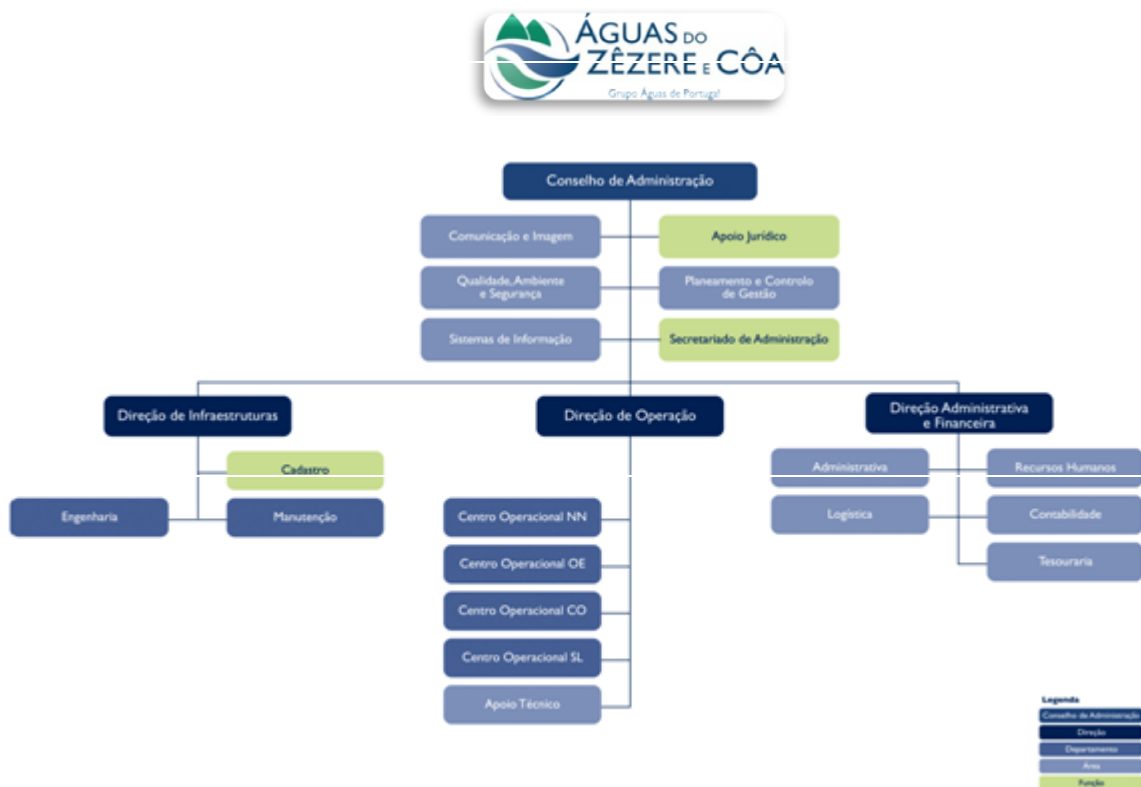 ÁGUAS DO
ZÊZERE E CÔA
Grupo Águas de Portugal
Conselho de Administração
Comunicação e Imagem
Apoio Jurídico
Qualidade, Ambiente
e Segurança
Planeamento e Controlo
de Gestão
Sistemas de Informação
Secretariado de Administração
Direção de Infraestruturas
Direção de Operação
Direção Administrativa
e Financeira
Cadastro
Engenharia
Manutenção
Centro Operacional NN
Centro Operacional OE
Centro Operacional CO
Centro Operacional SL
Apoio Técnico
Administrativa
Recursos Humanos
Logística
Contabilidade
Tesouraria
Legenda
Conselho de Administração
Direção
Departamento
Área
Função